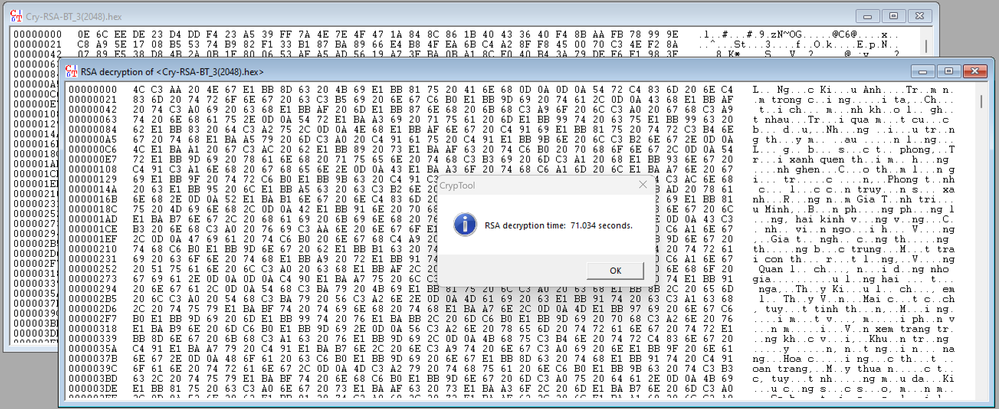 Cry-RSA-BT_3(2048).hex
00000000 0E 6C EE DE 23 D4 DD F4 23 A5 39 FF 7A 4E 7E 4F 47 1A 84 8C 86 1B 40 43 36 40 F4 8B AA FB 78 99 9E .l..#...#.9.zN~OG.....@C6@....x..
00000021 C8 A9 5E 17 08 B5 53 74 B9 82 F1 33 B1 87 BA 89 66 E4 B8 4F EA 6B C4 A2 8F F8 45 00 70 C3 4E F2 8A ..^...St...3....f..O.k....E.p.N..
00000042 07 89 E5 38 D8 4B 2A 0B 1F 80 06 53 AF A5 AD 56 19 A7 3F BA 0B A1 8C F0 40 B4 3A 79 DE F6 F1 98 3F
RSA decryption of <Cry-RSA-BT_3(2048).hex>
00000000 4C C3 AA 20 4E 67 E1 BB 8D 63 20 4B 69 E1 BB 81 75 20 41 6E 68 0D 0A 0D 0A 54 72 C4 83 6D 20 6E C4 L.. Ng...c Ki...u Anh....Tr..m n.
00000021 83 6D 20 74 72 6F 6E 67 20 63 C3 B5 69 20 6E 67 C6 B0 E1 BB 9D 69 20 74 61 2C 0D 0A 43 68 E1 BB AF .m trong c..i ng.....i ta,..Ch...
00000042 20 74 C3 A0 69 20 63 68 E1 BB AF 20 6D E1 BB 87 6E 68 20 6B 68 C3 A9 6F 20 6C C3 A0 20 67 68 C3 A9 t..i ch... m...nh kh..o l.. gh..
00000063 74 20 6E 68 61 75 2E 0D 0A 54 72 E1 BA A3 69 20 71 75 61 20 6D E1 BB 99 74 20 63 75 E1 BB 99 63 20 t nhau...Tr...i qua m...t cu...c
00000084 62 E1 BB 83 20 64 C3 A2 75 2C 0D 0A 4E 68 E1 BB AF 6E 67 20 C4 91 69 E1 BB 81 75 20 74 72 C3 B4 6E b... d..u,..Nh...ng ..i...u tr..n
000000A5 67 20 74 68 E1 BA A5 79 20 6D C3 A0 20 C4 91 61 75 20 C4 91 E1 BB 9B 6E 20 6C C3 B2 6E 67 2E 0D 0A g th...y m.. ..au .....n l..ng...
000000C6 4C E1 BA A1 20 67 C3 AC 20 62 E1 BB 89 20 73 E1 BA AF 63 20 74 C6 B0 20 70 68 6F 6E 67 2C 0D 0A 54 L... g.. b... s...c t.. phong,..T
000000E7 72 E1 BB 9D 69 20 78 61 6E 68 20 71 75 65 6E 20 74 68 C3 B3 69 20 6D C3 A1 20 68 E1 BB 93 6E 67 20 r...i xanh quen th..i m.. h...ng
00000108 C4 91 C3 A1 6E 68 20 67 68 65 6E 2E 0D 0A 43 E1 BA A3 6F 20 74 68 C6 A1 6D 20 6C E1 BA A7 6E 20 67 ....nh ghen...C...o th..m l...n g
00000129 69 E1 BB 9F 20 74 72 C6 B0 E1 BB 9B 63 20 C4 91 C3 C3 AC 6E 68 i... tr.....c ....n,..Phong t..nh
0000014A 20 63 E1 BB 95 20 6C E1 BB A5 63 20 63 C3 B2 6E 20 AD 20 78 61 c... l...c c..n truy...n s... xa
0000016B 6E 68 2E 0D 0A 52 E1 BA B1 6E 67 20 6E C4 83 6D 20 69 E1 BB 81 nh...R...ng n..m Gia T..nh tri...
0000018C 75 20 4D 69 6E 68 2C 0D 0A 42 E1 BB 91 6E 20 70 68 6E 67 20 6C u Minh,..B...n ph....ng ph...ng l
000001AD E1 BA B7 6E 67 2C 20 68 61 69 20 6B 69 6E 68 20 76 0D 0A 43 C3 ...ng, hai kinh v...ng v...ng...C.
000001CE B3 20 6E 68 C3 A0 20 76 69 C3 AA 6E 20 6E 67 6F E1 C6 A1 6E 67 . nh.. vi..n ngo...i h... V....ng
000001EF 2C 0D 0A 47 69 61 20 74 C6 B0 20 6E 67 68 C4 A9 20 9D 6E 67 20 ,..Gia t.. ngh.. c..ng th.....ng
00000210 74 68 C6 B0 E1 BB 9D 6E 67 20 62 E1 BB B1 63 20 74 20 74 72 61 th.....ng b...c trung...M...t tra
00000231 69 20 63 6F 6E 20 74 68 E1 BB A9 20 72 E1 BB 91 74 C6 A1 6E 67 i con th... r...t l..ng,..V....ng
00000252 20 51 75 61 6E 20 6C C3 A0 20 63 68 E1 BB AF 2C 20 6E 68 6F 20 Quan l.. ch..., n...i d..ng nho
00000273 67 69 61 2E 0D 0A 0D 0A C4 90 E1 BA A7 75 20 6C C3 74 E1 BB 91 gia..........u l..ng hai ... t...
00000294 20 6E 67 61 2C 0D 0A 54 68 C3 BA 79 20 4B 69 E1 BB 81 75 20 6C C3 A0 20 63 68 E1 BB 8B 2C 20 65 6D nga,..Th..y Ki...u l.. ch..., em
000002B5 20 6C C3 A0 20 54 68 C3 BA 79 20 56 C3 A2 6E 2E 0D 0A 4D 61 69 20 63 E1 BB 91 74 20 63 C3 A1 63 68 l.. Th..y V..n...Mai c...t c..ch
000002D6 2C 20 74 75 79 E1 BA BF 74 20 74 69 6E 68 20 74 68 E1 BA A7 6E 2C 0D 0A 4D E1 BB 97 69 20 6E 67 C6 , tuy...t tinh th...n,..M...i ng.
000002F7 B0 E1 BB 9D 69 20 6D E1 BB 99 74 20 76 E1 BA BB 2C 20 6D C6 B0 E1 BB 9D 69 20 70 68 C3 A2 6E 20 76 ....i m...t v..., m.....i ph..n v
00000318 E1 BA B9 6E 20 6D C6 B0 E1 BB 9D 69 2E 0D 0A 56 C3 A2 6E 20 78 65 6D 20 74 72 61 6E 67 20 74 72 E1 ...n m.....i...V..n xem trang tr.
00000339 BB 8D 6E 67 20 6B 68 C3 A1 63 20 76 E1 BB 9D 69 2C 0D 0A 4B 68 75 C3 B4 6E 20 74 72 C4 83 6E 67 20 ..ng kh..c v...i,..Khu..n tr..ng
0000035A C4 91 E1 BA A7 79 20 C4 91 E1 BA B7 6E 2C 20 6E C3 A9 74 20 6E 67 C3 A0 69 20 6E E1 BB 9F 20 6E 61 .....y .....n, n..t ng..i n... na
0000037B 6E 67 2E 0D 0A 48 6F 61 20 63 C6 B0 E1 BB 9D 69 20 6E 67 E1 BB 8D 63 20 74 68 E1 BB 91 74 20 C4 91 ng...Hoa c.....i ng...c th...t ..
0000039C 6F 61 6E 20 74 72 61 6E 67 2C 0D 0A 4D C3 A2 79 20 74 68 75 61 20 6E C6 B0 E1 BB 9B 63 20 74 C3 B3 oan trang,..M..y thua n.....c t..
000003BD 63 2C 20 74 75 79 E1 BA BF 74 20 6E 68 C6 B0 E1 BB 9D 6E 67 20 6D C3 A0 75 20 64 61 2E 0D 0A 4B 69 c, tuy...t nh.....ng m..u da...Ki
000003DE E1 BB 81 75 20 63 C3 A0 6E 67 20 73 E1 BA AF 63 20 73 E1 BA A3 6F 2C 20 6D E1 BA B7 6E 20 6D C3 A0 ...u c..ng s...c s...o, m...n m..
CrypTool
RSA decryption time: 71.034 seconds.
OK